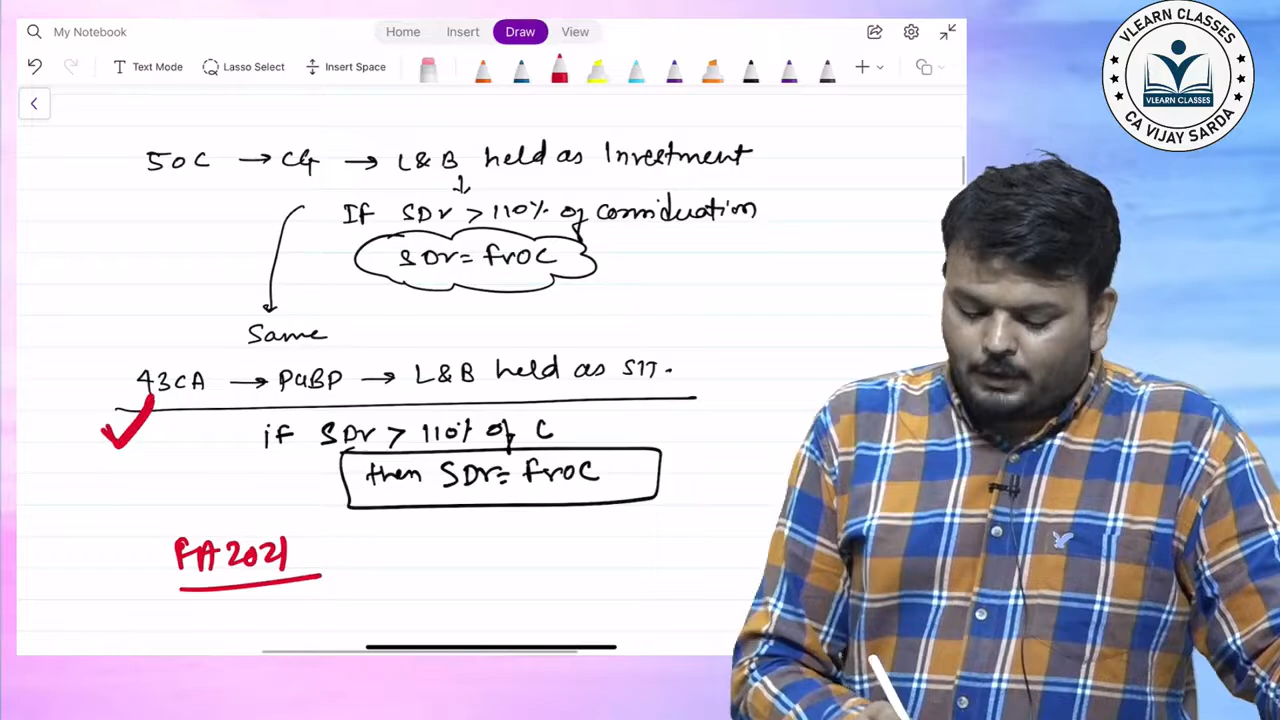 My Notebook
Home Insert Draw View
Text Mode Lasso Select Insert Space
50C → CG → L&B held as Investment
If SDV > 110% of consideration
SDV = FVOC
Same
43CA → PGBP → L&B held as SIT.
if SDV > 110% of C
then SDV = FVOC
FA 2021
VLEARN CLASSES
VLEARN CLASSES
CA VIJAY SARDA